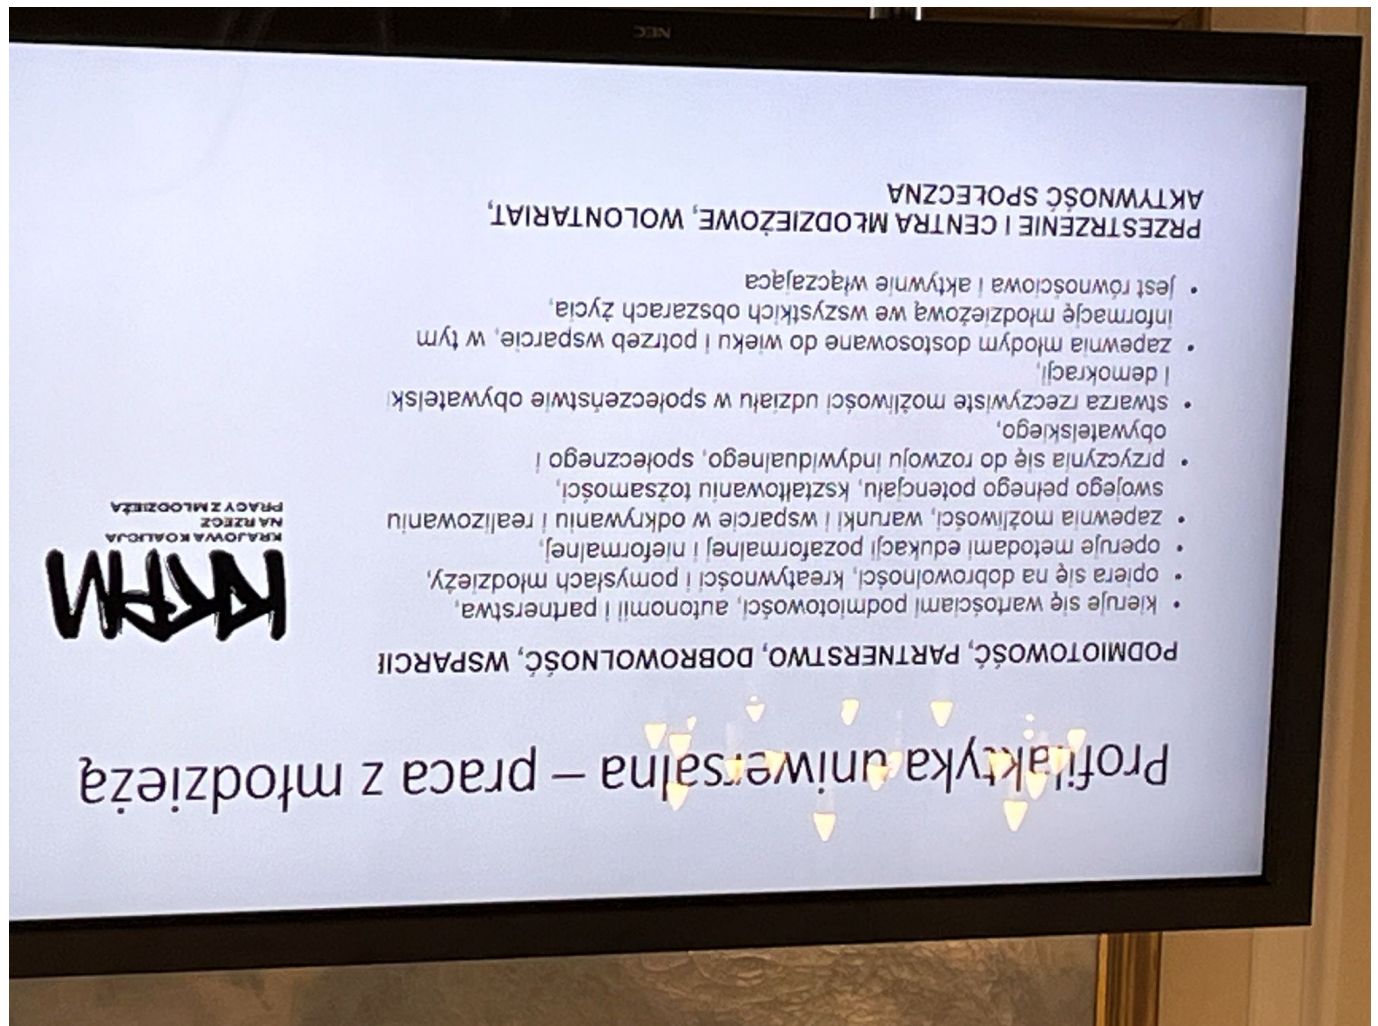 Profilaktyka uniwersalna – praca z młodzieżą
PODMIOTOWOŚĆ, PARTNERSTWO, DOBROWOLNOŚĆ,
• kieruje się wartościami podmiotowości, autonomii i partnerstwa,
• opiera się na dobrowolności, kreatywności i pomysłach młodzieży,
• operuje metodami edukacji pozaformalnej i nieformalnej,
• zapewnia możliwości, warunki i wsparcie w odkrywaniu i realizowaniu
swojego pełnego potencjału, kształtowaniu tożsamości,
• przyczynia się do rozwoju indywidualnego, społecznego i
obywatelskiego,
• stwarza rzeczywiste możliwości udziału w społeczeństwie
i demokracji,
• zapewnia młodym dostosowane do wieku i potrzeb wsparcie, w tym
informację młodzieżową we wszystkich obszarach życia,
• jest równościowa i aktywnie włączająca
PRZESTRZENIE I CENTRA MŁODZIEŻOWE, WOLONTARIAT,
AKTYWNOŚĆ SPOŁECZNA
KRAJOWA KOALICJA
NA RZECZ
PRACY Z MŁODZIEŻĄ
NEC